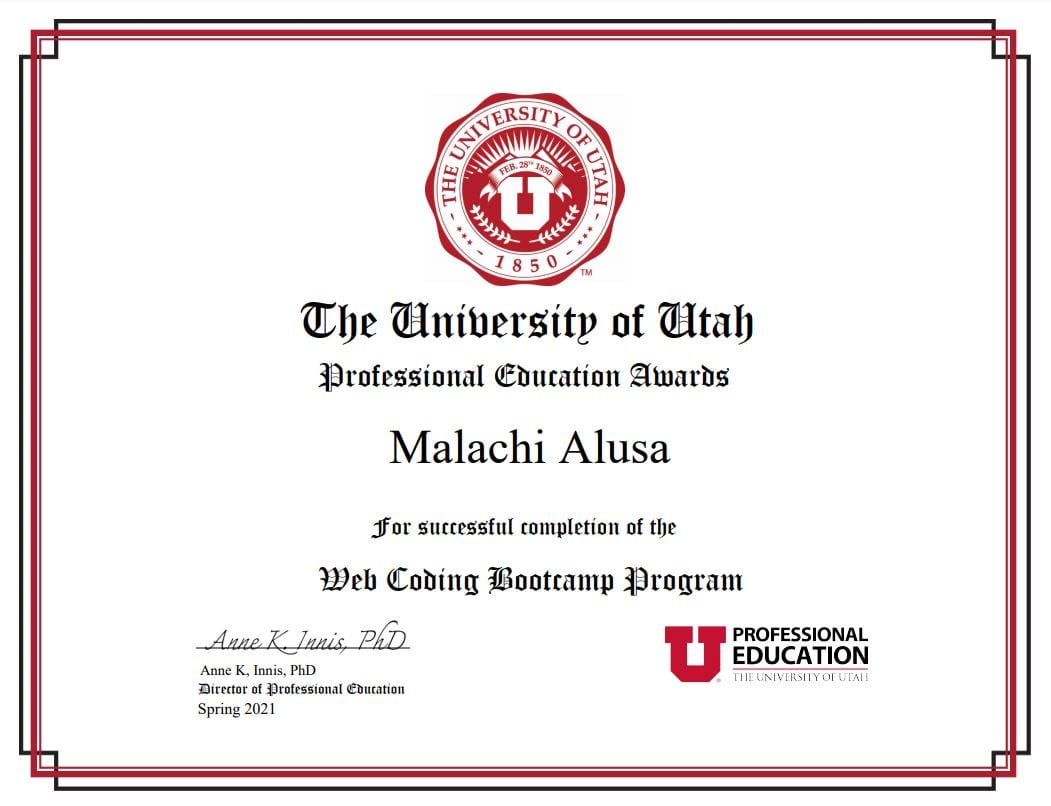 THE UNIVERSITY OF UTAH
FEB. 28TH 1850
U
- 1850 -
TM
The University of Utah
Professional Education Awards
Malachi Alusa
For successful completion of the
Web Coding Bootcamp Program
Anne K. Innis, PhD
Anne K, Innis, PhD
Director of Professional Education
Spring 2021
U
PROFESSIONAL
EDUCATION
THE UNIVERSITY OF UTAH